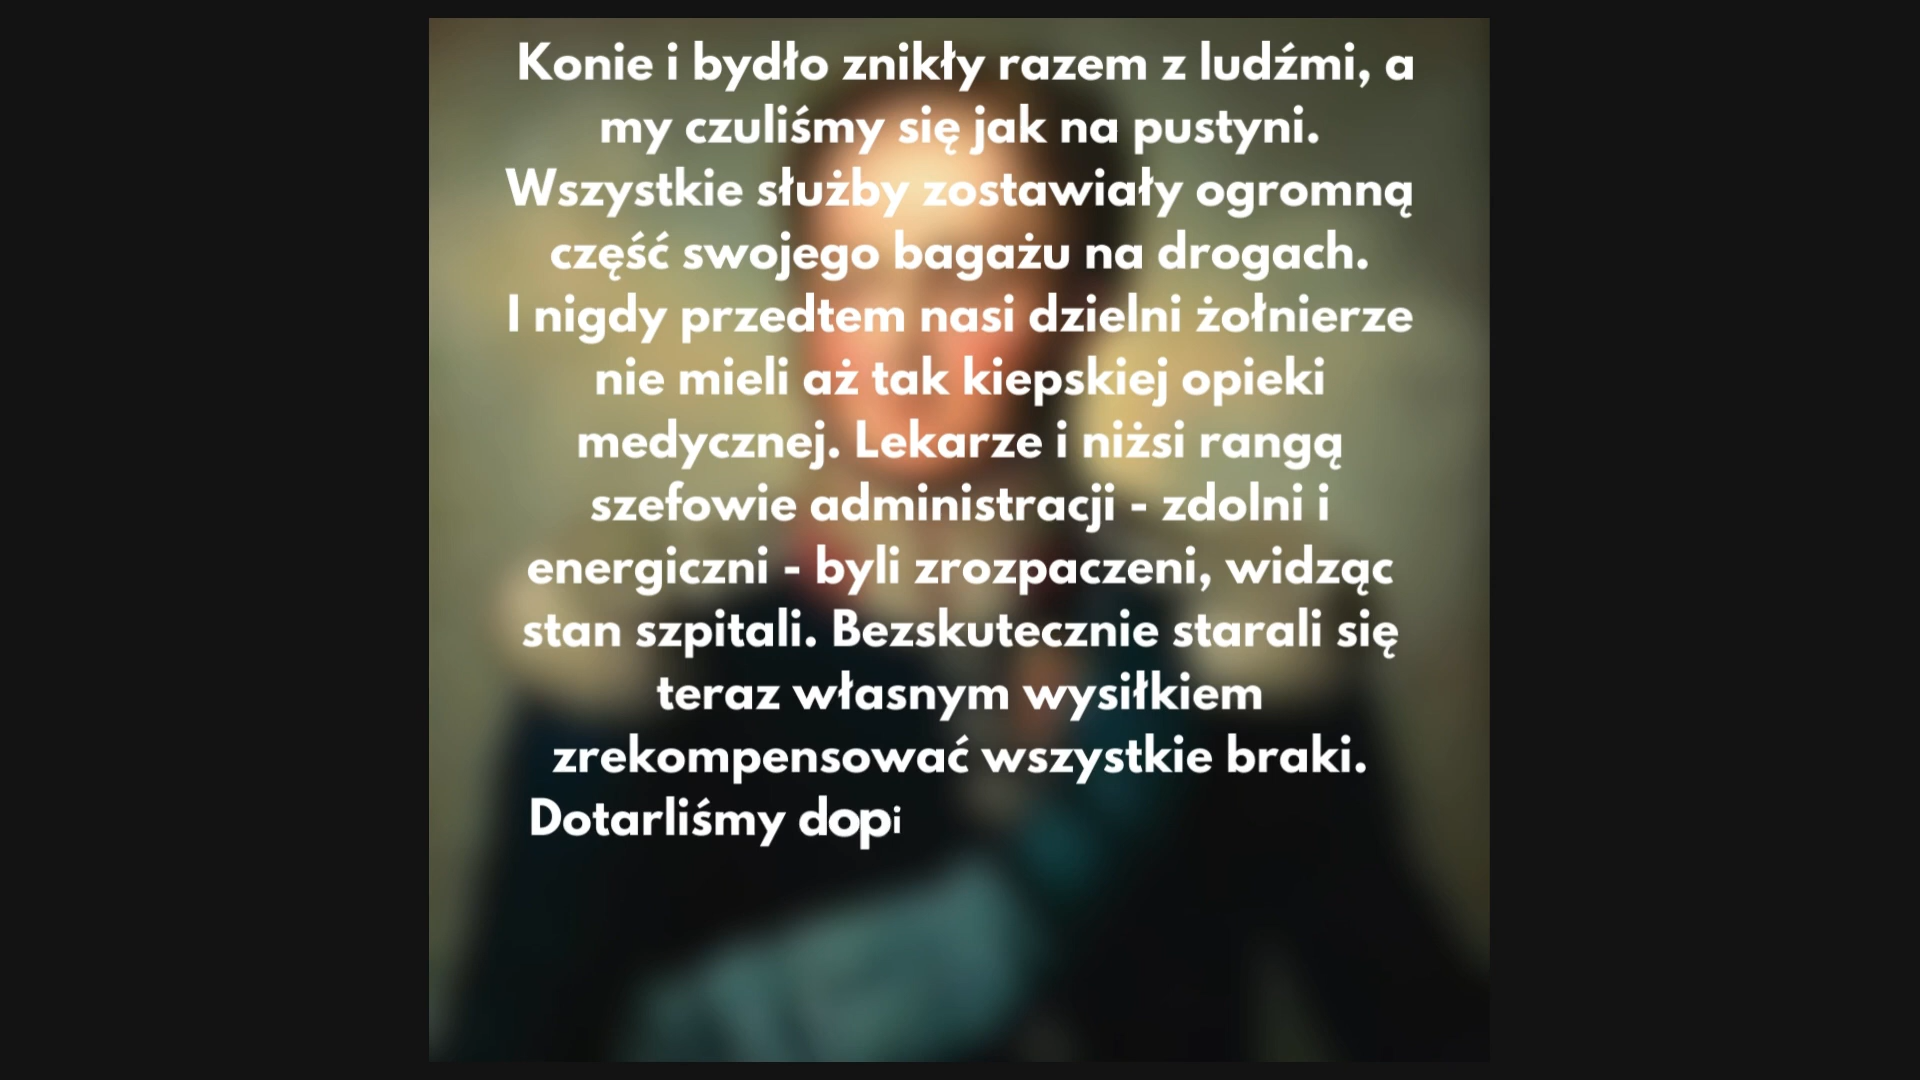 Konie i bydło znikły razem z ludźmi, a
my czuliśmy się jak na pustyni.
Wszystkie służby zostawiały ogromną
część swojego bagażu na drogach.
I nigdy przedtem nasi dzielni żołnierze
nie mieli aż tak kiepskiej opieki
medycznej. Lekarze i niżsi rangą
szefowie administracji - zdolni i
energiczni - byli zrozpaczeni, widząc
stan szpitali. Bezskutecznie starali się
teraz własnym wysiłkiem
zrekompensować wszystkie braki.
Dotarliśmy dopi